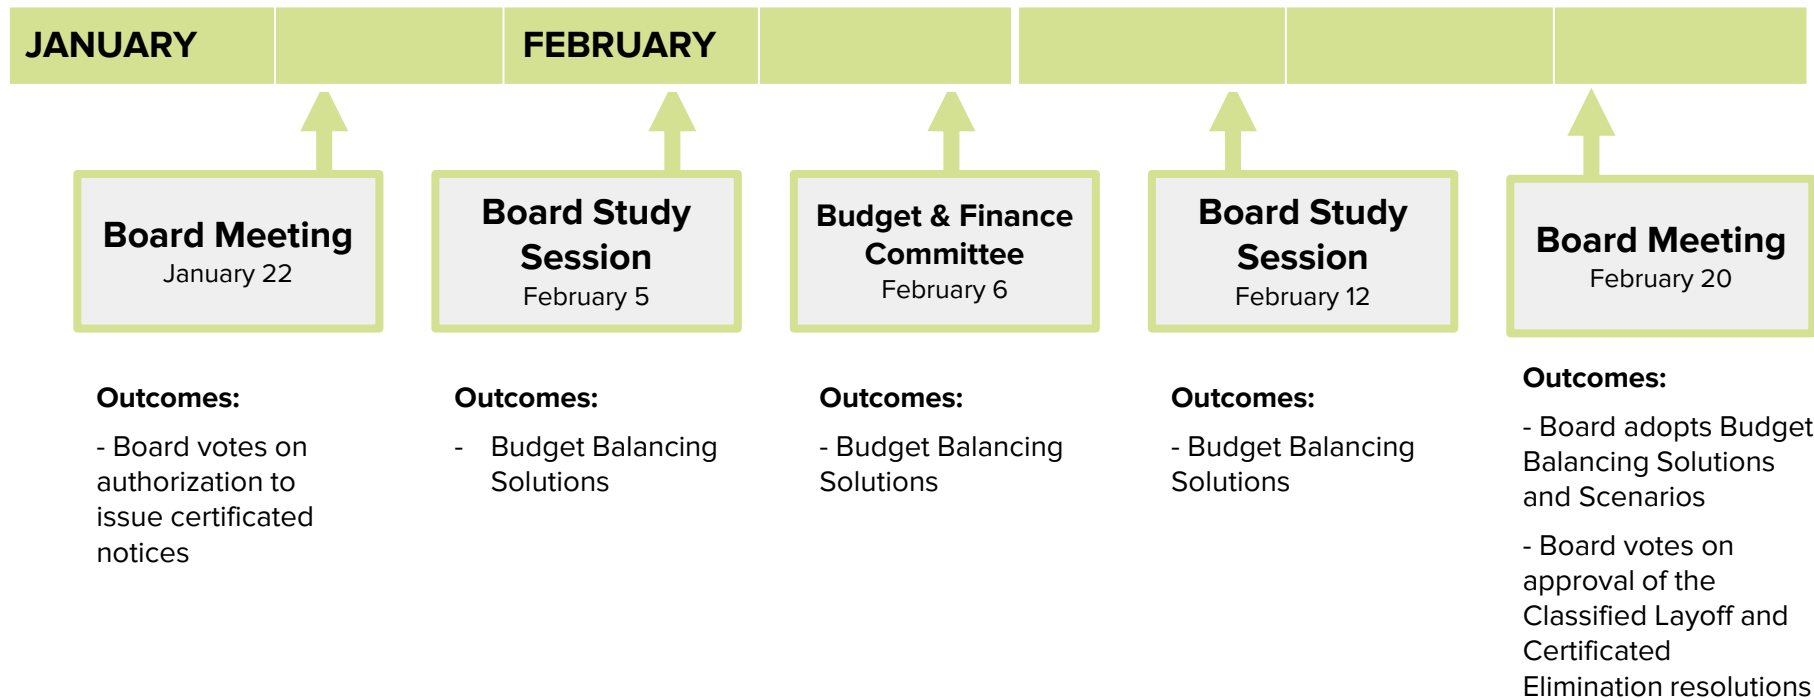 JANUARY
FEBRUARY
Board Meeting
January 22
Board Study
Session
February 5
Budget & Finance
Committee
February 6
Board Study
Session
February 12
Board Meeting
February 20
Outcomes:
- Board votes on
authorization to
issue certificated
notices
Outcomes:
- Budget Balancing
Solutions
Outcomes:
- Budget Balancing
Solutions
Outcomes:
- Budget Balancing
Solutions
Outcomes:
- Board adopts Budget
Balancing Solutions
and Scenarios
- Board votes on
approval of the
Classified Layoff and
Certificated
Elimination resolutions